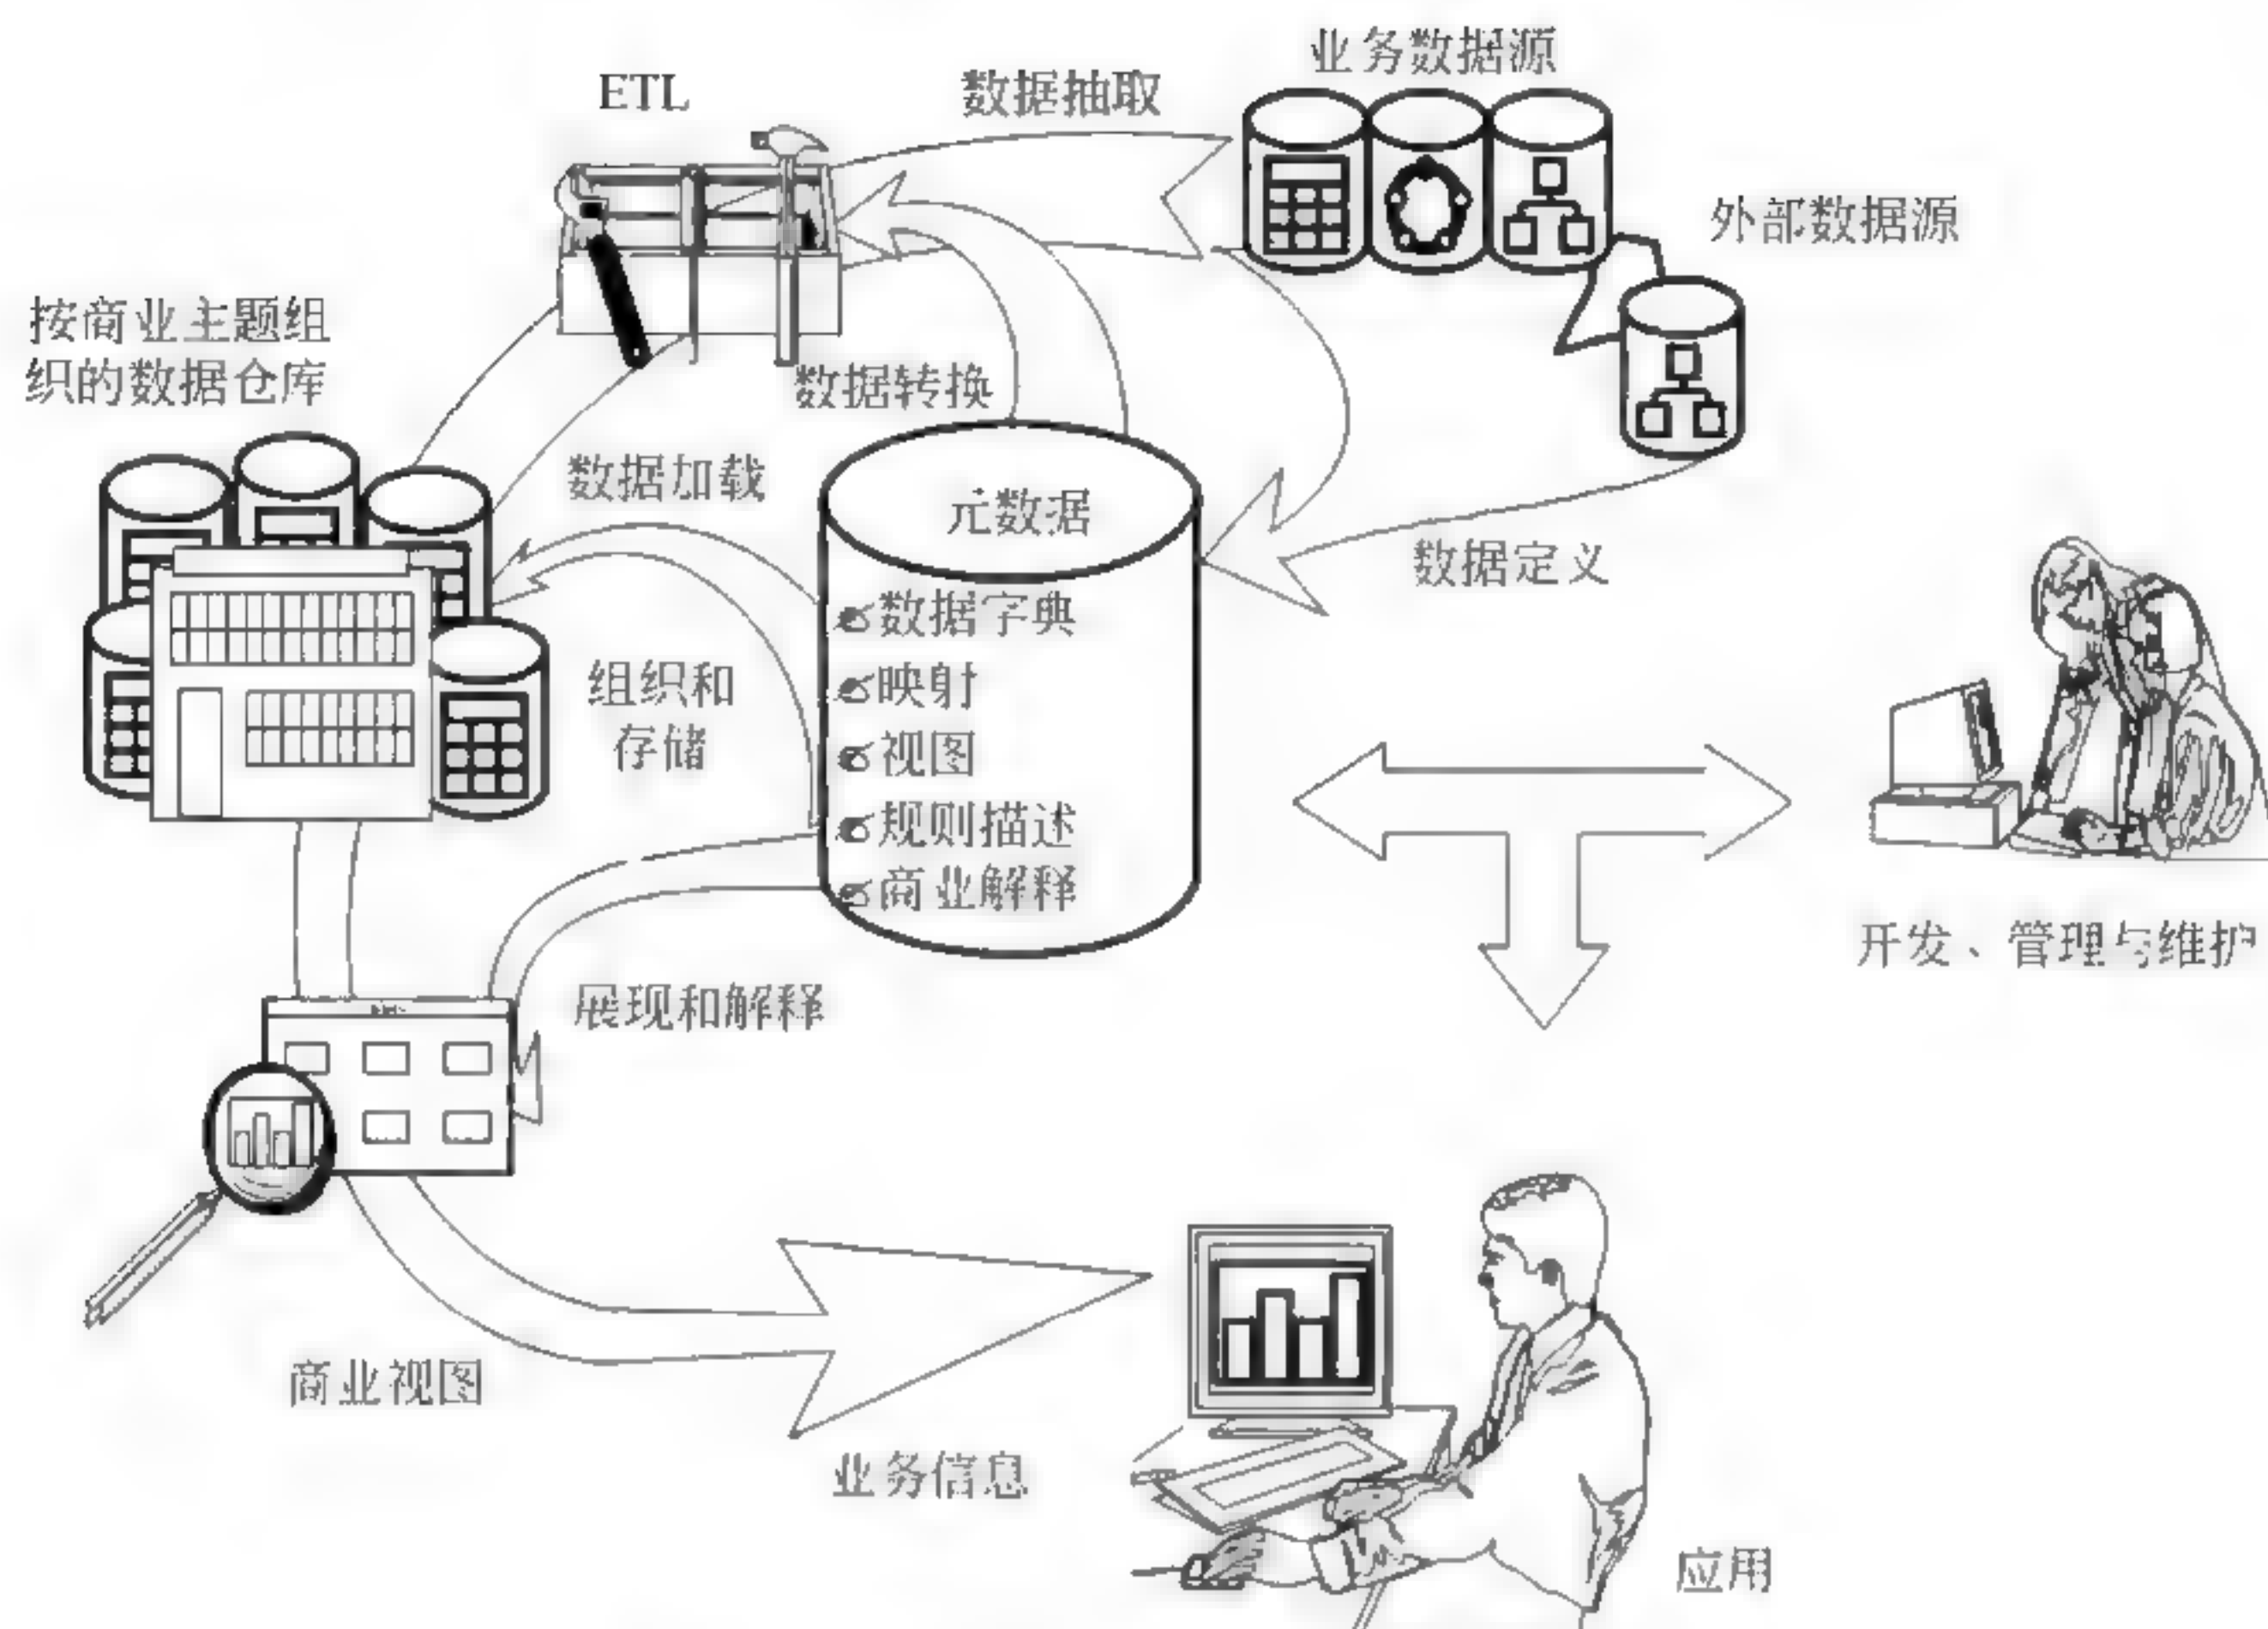 业务数据源
ETL
数据抽取
外部数据源
按商业主题组
织的数据仓库
数据转换
数据加载
元数据
数据定义
数据字典
映射
视图
规则描述
商业解释
组织和
存储
开发、管理与维护
展现和解释
商业视图
业务信息
应用